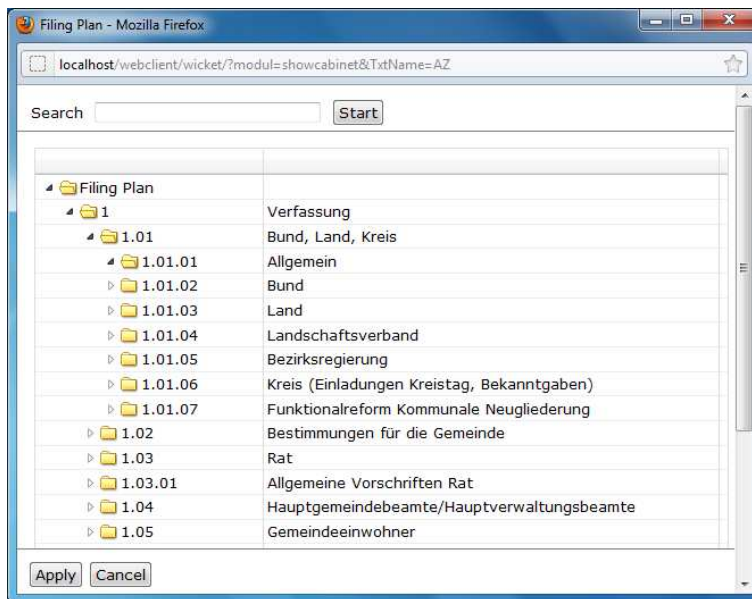 Filing Plan - Mozilla Firefox
localhost/webclient/wicket/?modul=showcabinet&TxtName=AZ
Search Start
Filing Plan
1 Verfassung
1.01 Bund, Land, Kreis
1.01.01 Allgemein
1.01.02 Bund
1.01.03 Land
1.01.04 Landschaftsverband
1.01.05 Bezirksregierung
1.01.06 Kreis (Einladungen Kreistag, Bekanntgaben)
1.01.07 Funktionalreform Kommunale Neugliederung
1.02 Bestimmungen für die Gemeinde
1.03 Rat
1.03.01 Allgemeine Vorschriften Rat
1.04 Hauptgemeindebeamte/Hauptverwaltungsbeamte
1.05 Gemeindeeinwohner
Apply Cancel